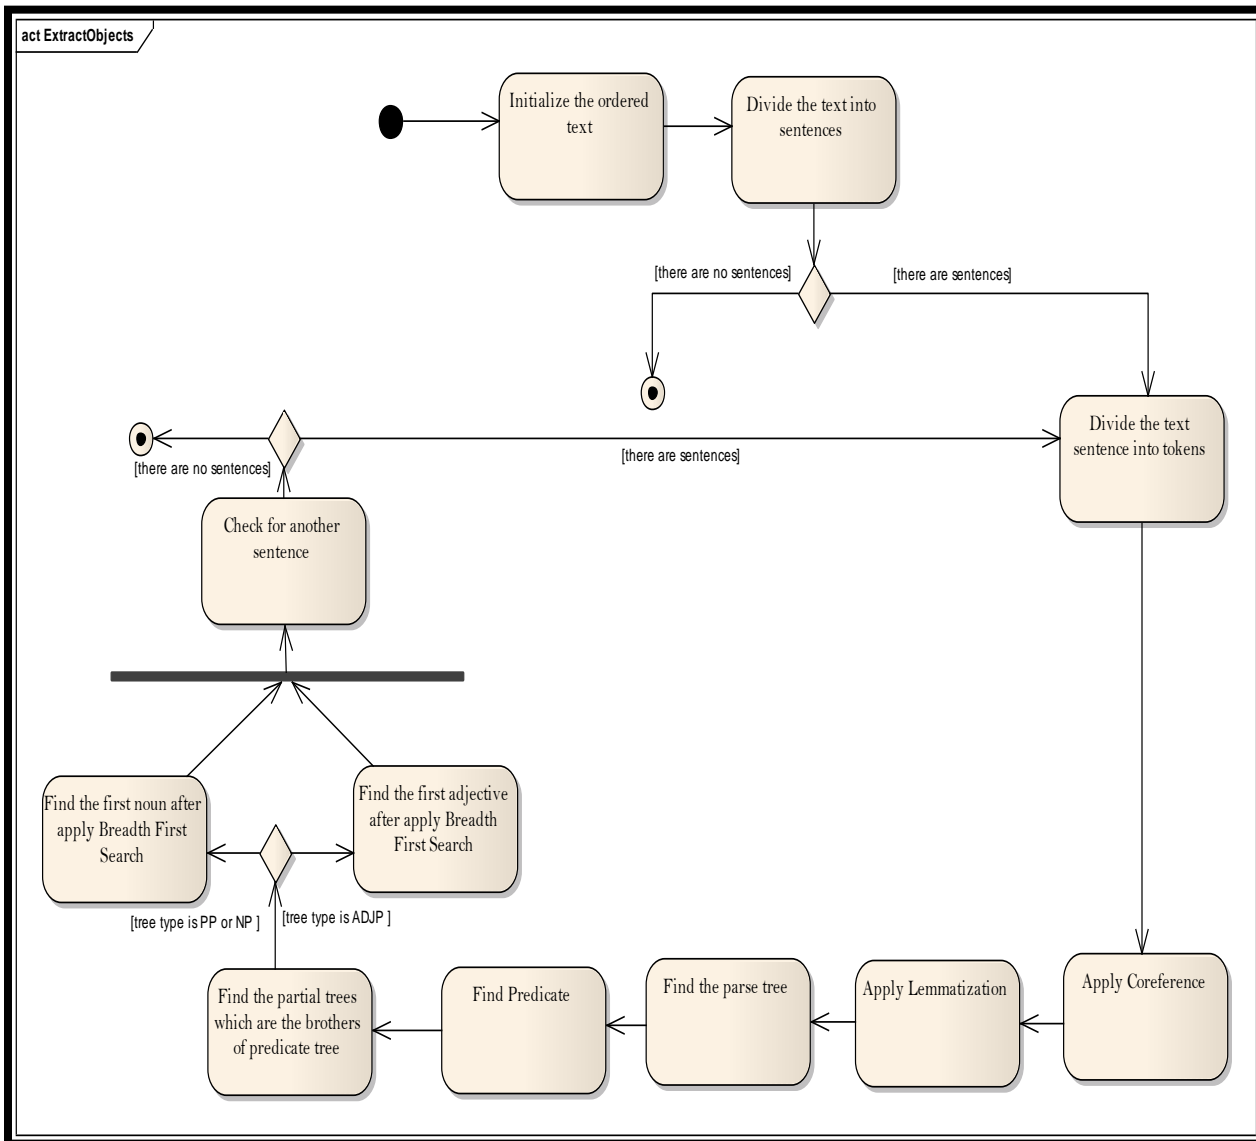 act ExtractObjects
Initialize the ordered
text
Divide the text into
sentences
[there are no sentences]
[there are sentences]
Divide the text
sentence into tokens
[there are no sentences]
[there are sentences]
Check for another
sentence
Find the first noun after
apply Breadth First
Search
Find the first adjective
after apply Breadth
First Search
[tree type is PP or NP ]
[tree type is ADJP ]
Find the partial trees
which are the brothers
of predicate tree
Find Predicate
Find the parse tree
Apply Lemmatization
Apply Coreference